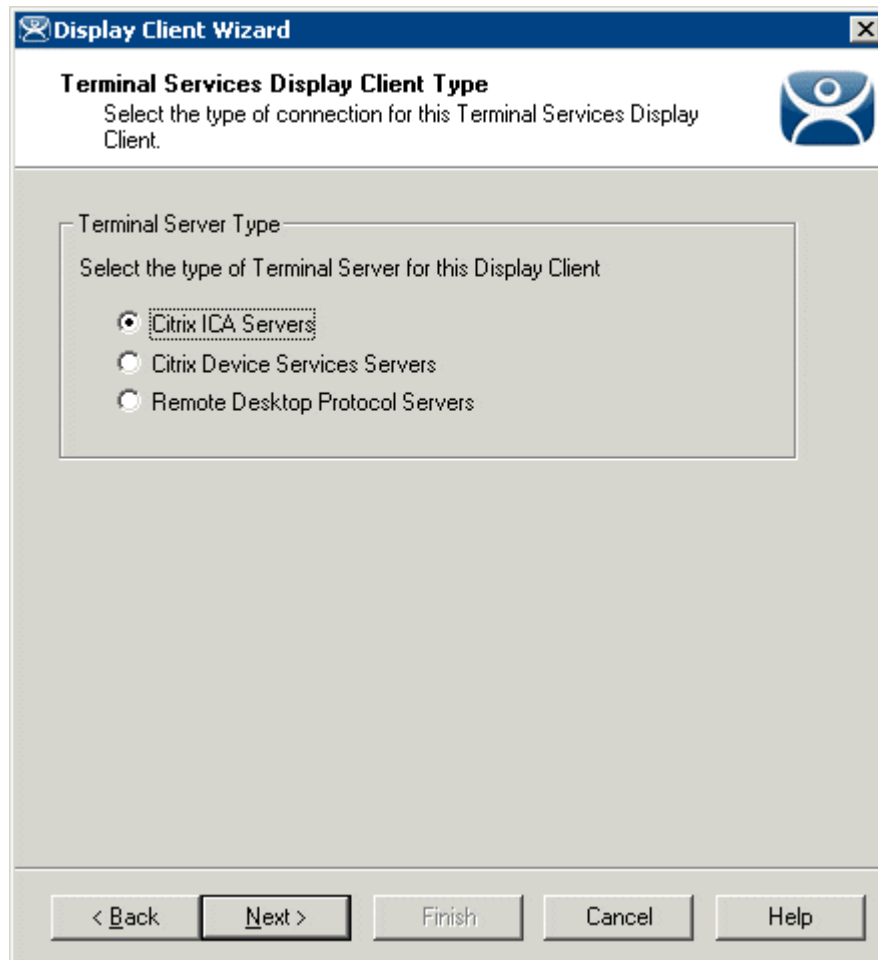 Display Client Wizard
Terminal Services Display Client Type
Select the type of connection for this Terminal Services Display
Client.
Terminal Server Type
Select the type of Terminal Server for this Display Client
Citrix ICA Servers
Citrix Device Services Servers
Remote Desktop Protocol Servers
< Back Next > Finish Cancel Help